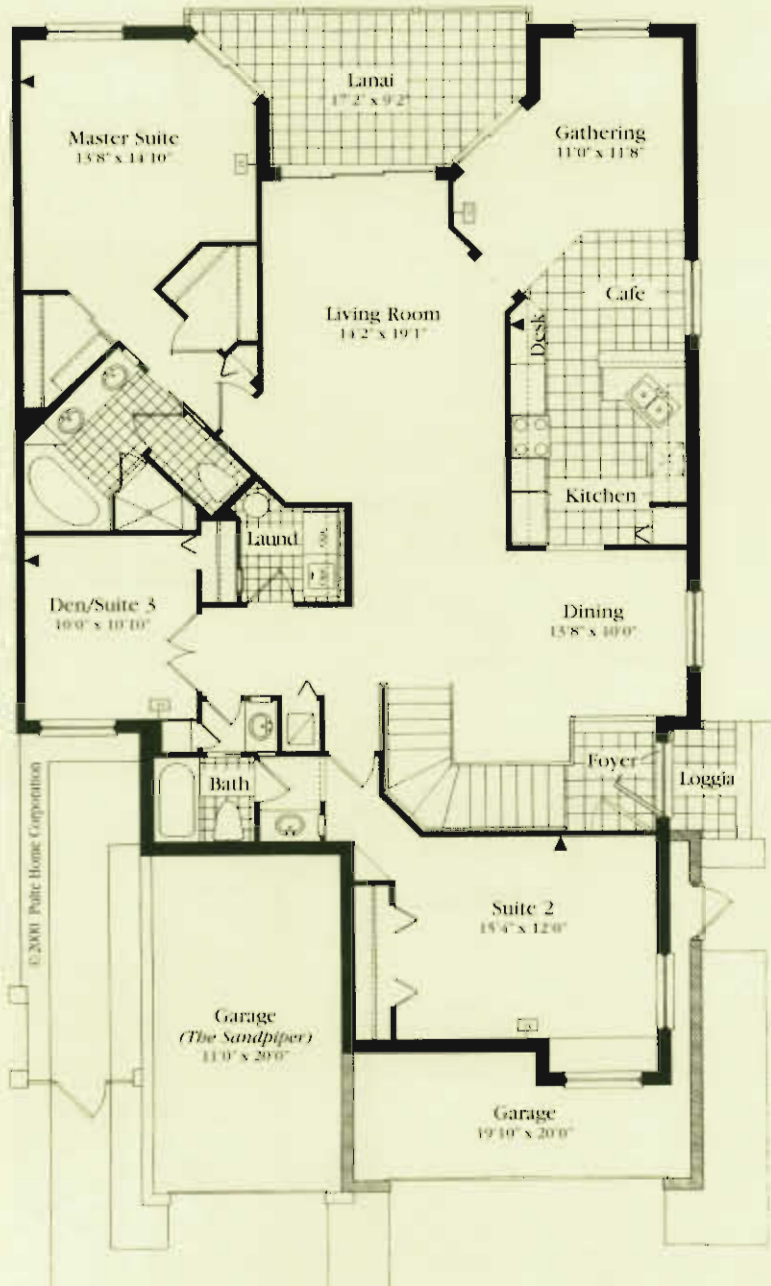 Lanai
17'2" x 9'2"
Master Suite
13'8" x 14'10"
Gathering
11'0" x 11'8"
Living Room
14'2" x 19'1"
Cafe
Desk
Kitchen
Laund.
Den/Suite 3
10'0" x 10'10"
Dining
13'8" x 10'0"
Foyer
Loggia
Bath
©2000 Pulte Home Corporation
Suite 2
15'4" x 12'0"
Garage
(The Sandpiper)
11'0" x 20'0"
Garage
19'10" x 20'0"